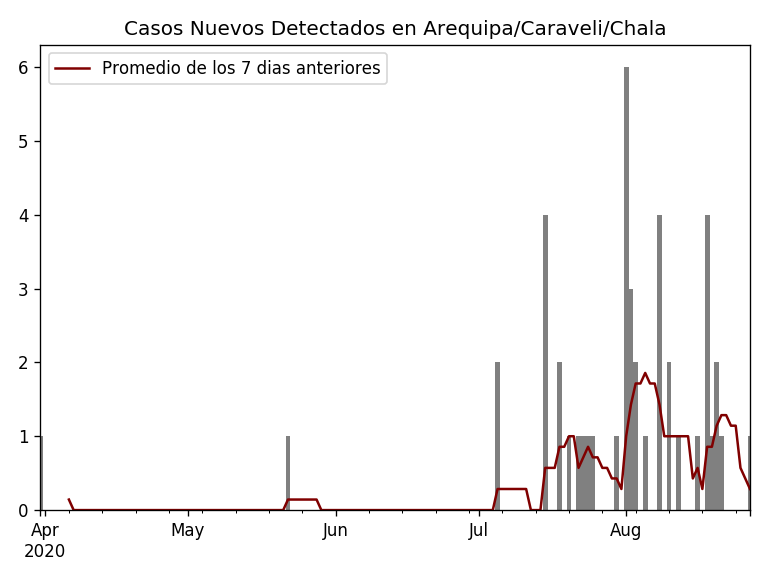 Casos Nuevos Detectados en Arequipa/Caraveli/Chala
Promedio de los 7 dias anteriores
6
5
4
3
2
1
0
Apr May Jun Jul Aug
2020